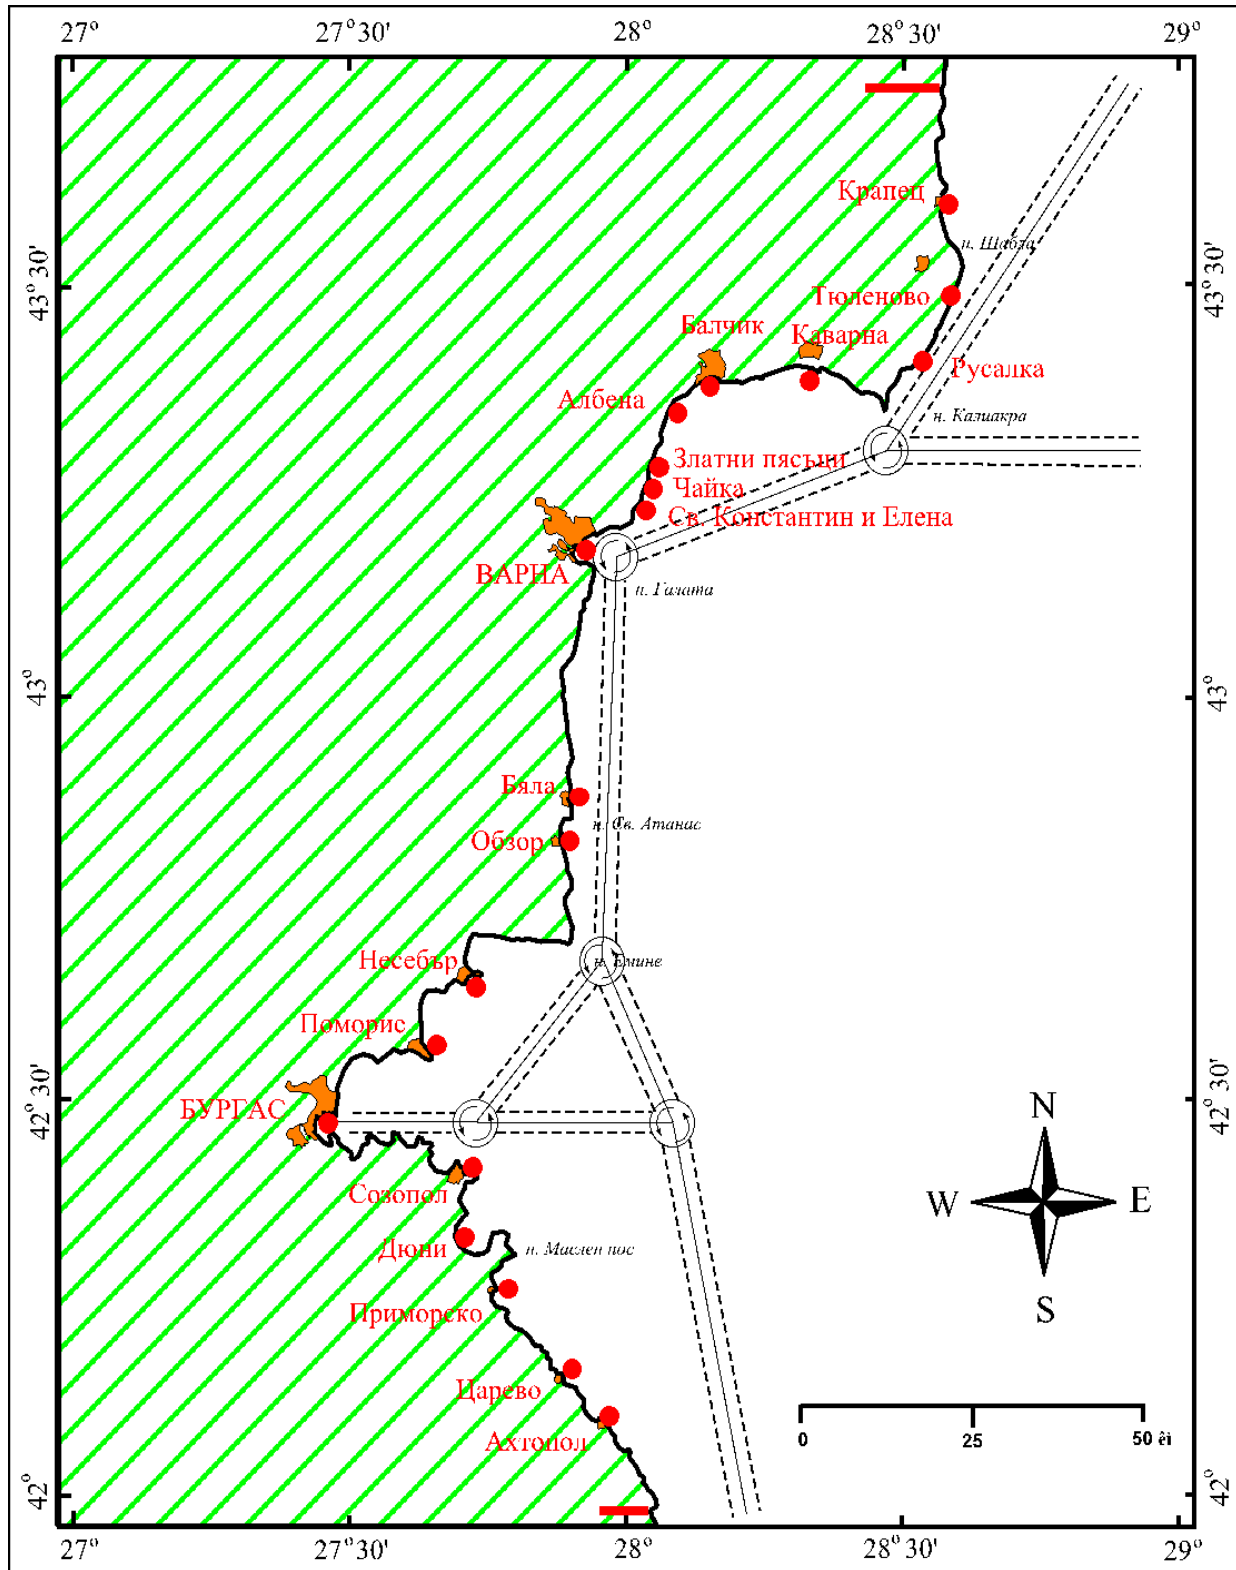 27° 27° 30' 28° 28° 30' 29°
Крапец
н. Шабла
43° 30' 43° 30'
Тюленово
Балчик Каварна
Русалка
Албена
н. Калиакра
Златни пясъци
Чайка
Св. Константин и Елена
ВАРНА
н. Галата
43° 43°
Бяла
н. Св. Атанас
Обзор
Несебър
н. Емине
Поморис
42° 30' 42° 30'
БУРГАС
N
W E
S
Созопол
Дюни
н. Маслен нос
Приморско
Царево
Ахтопол
0 25 50 êì
42° 42°
27° 27° 30' 28° 28° 30' 29°